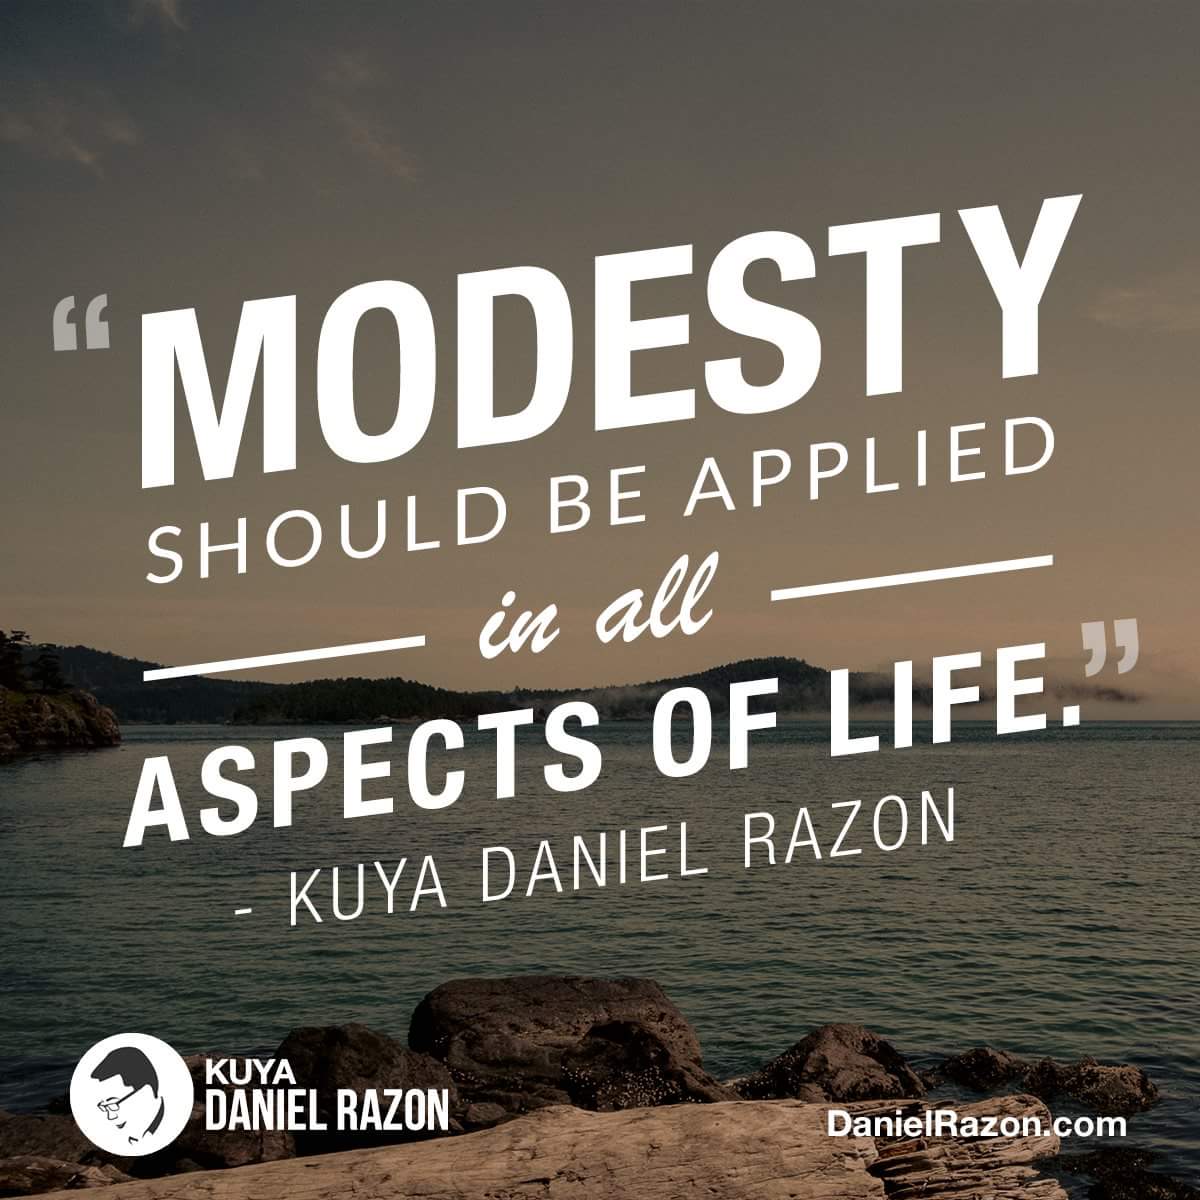 “MODESTY
SHOULD BE APPLIED
in all
ASPECTS OF LIFE.”
- KUYA DANIEL RAZON
KUYA
DANIEL RAZON
DanielRazon.com